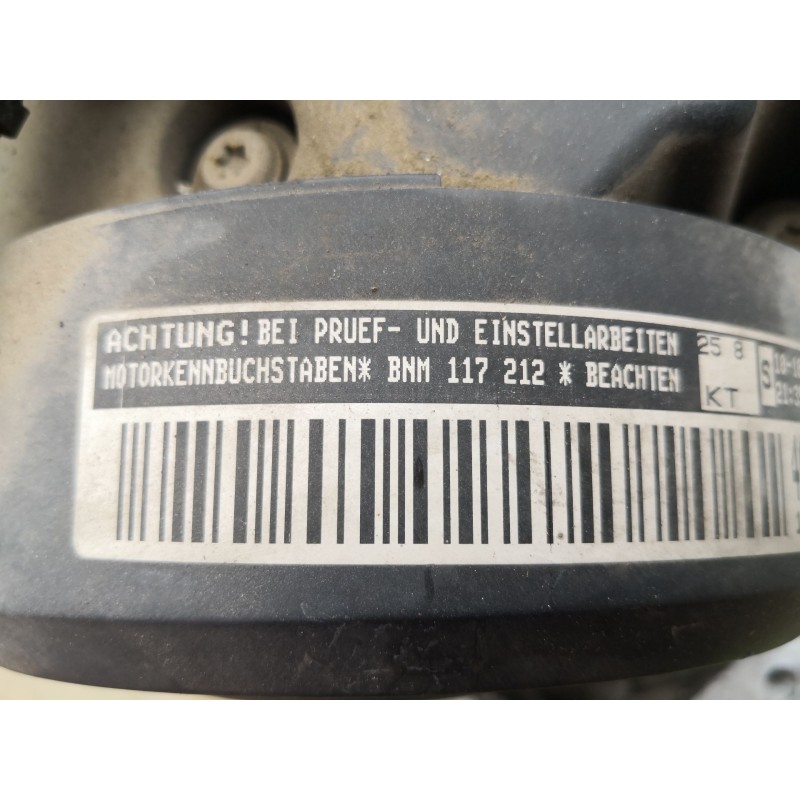 ACHTUNG! BEI PRUEF- UND EINSTELLARBEITEN
MOTORKENNBUCHSTABEN* BNM 117 212 * BEACHTEN
25 8
KT
S